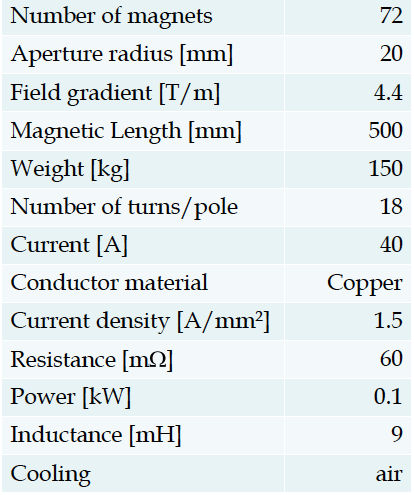 Number of magnets 72
Aperture radius [mm] 20
Field gradient [T/m] 4.4
Magnetic Length [mm] 500
Weight [kg] 150
Number of turns/pole 18
Current [A] 40
Conductor material Copper
Current density [A/mm²] 1.5
Resistance [mΩ] 60
Power [kW] 0.1
Inductance [mH] 9
Cooling air